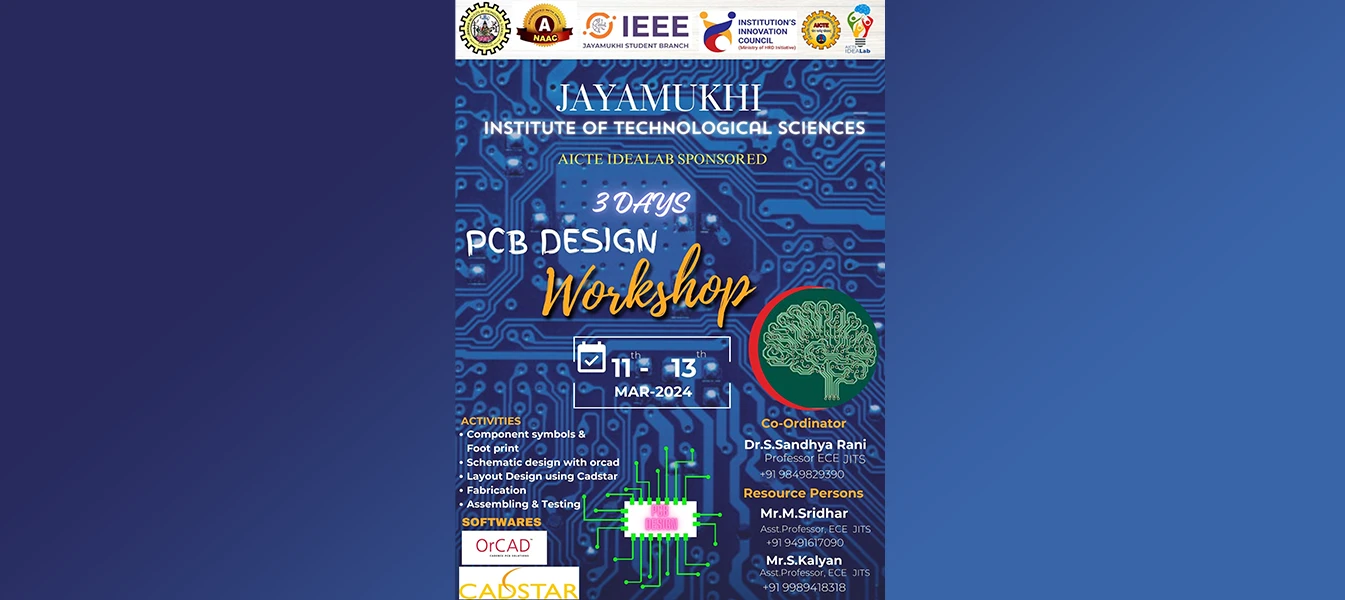 A
NAAC
IEEE
JAYAMUKHI STUDENT BRANCH
INSTITUTION'S
INNOVATION
COUNCIL
(Ministry of HRD Initiative)
AICTE
AICTE
IDEALab
JAYAMUKHI
INSTITUTE OF TECHNOLOGICAL SCIENCES
AICTE IDEALAB SPONSORED
3 DAYS
PCB DESIGN
Workshop
11th - 13th
MAR-2024
ACTIVITIES
• Component symbols &
Foot print
• Schematic design with orcad
• Layout Design using Cadstar
• Fabrication
• Assembling & Testing
SOFTWARES
OrCAD
CADSTAR
PCB
DESIGN
Co-Ordinator
Dr.S.Sandhya Rani
Professor ECE JITS
+91 9849829390
Resource Persons
Mr.M.Sridhar
Asst.Professor, ECE JITS
+91 9491617090
Mr.S.Kalyan
Asst.Professor, ECE JITS
+91 9989418318